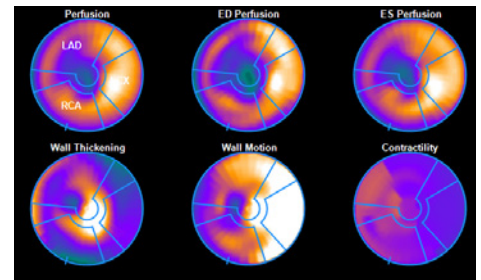 Perfusion
ED Perfusion
ES Perfusion
LAD
X
RCA
Wall Thickening
Wall Motion
Contractility